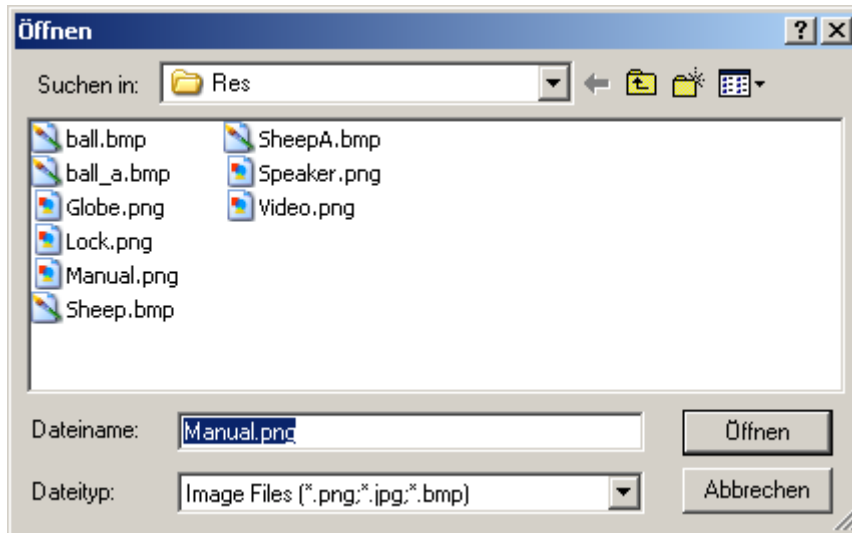 Öffnen
Suchen in: Res
ball.bmp
ball_a.bmp
Globe.png
Lock.png
Manual.png
Sheep.bmp
SheepA.bmp
Speaker.png
Video.png
Dateiname: Manual.png Öffnen
Dateityp: Image Files (*.png;*.jpg;*.bmp) Abbrechen